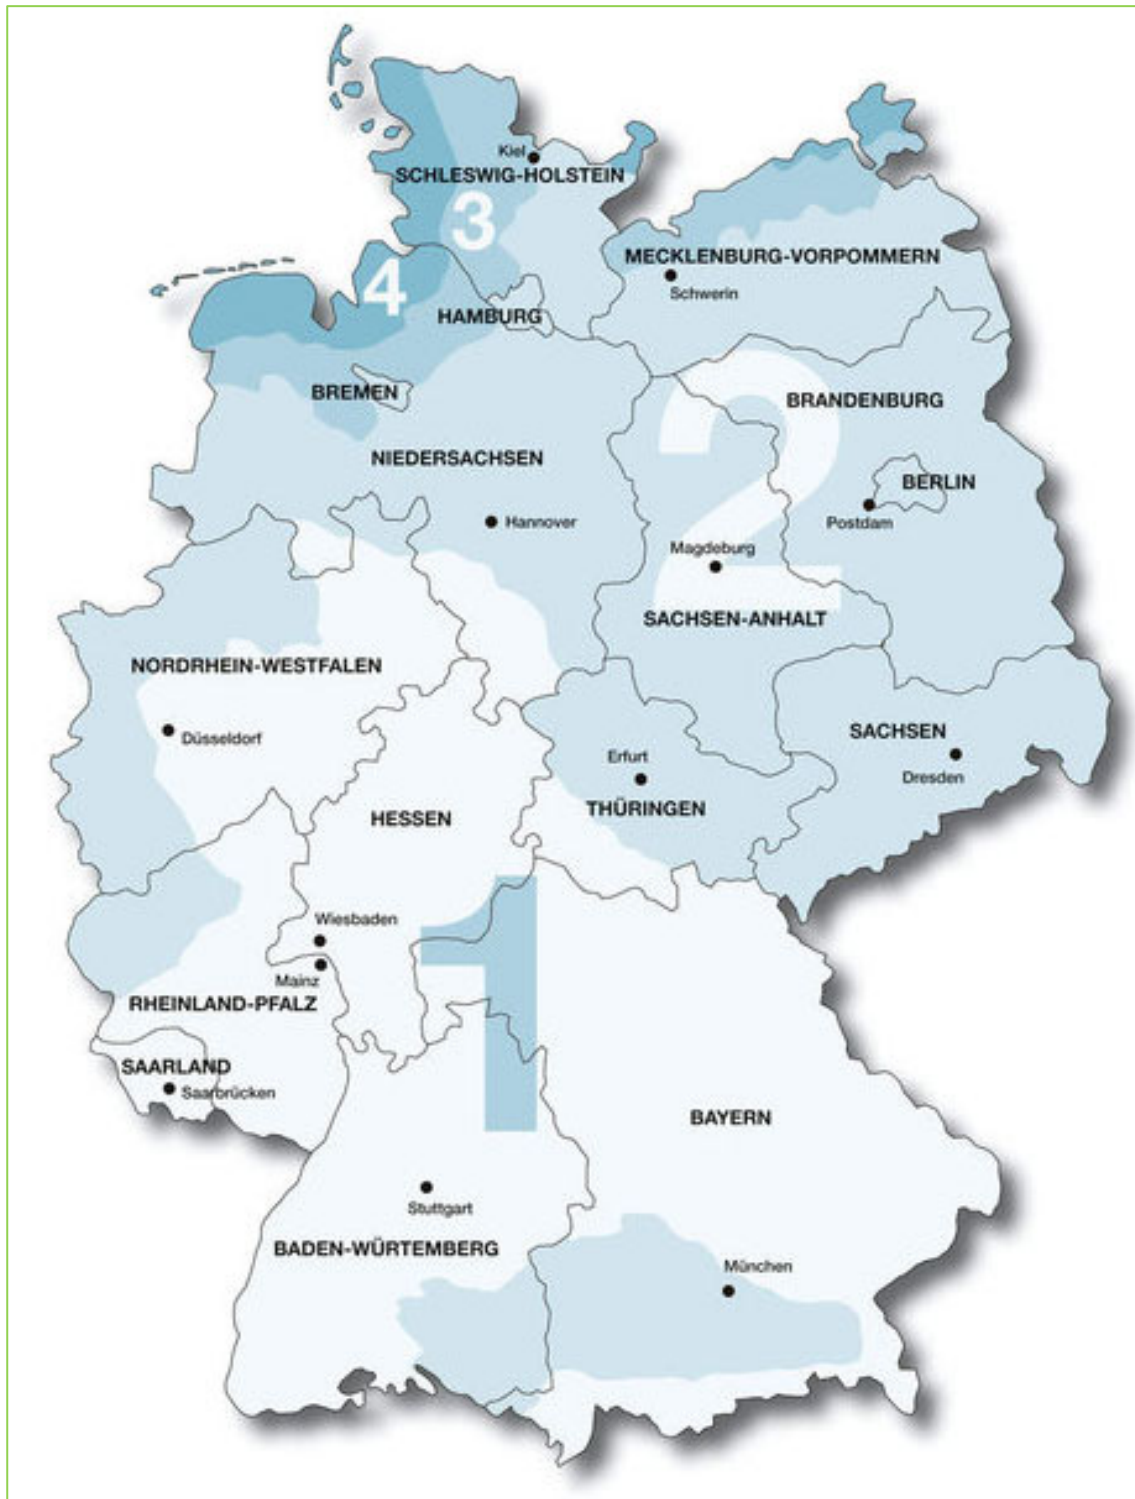 Kiel
SCHLESWIG-HOLSTEIN
3
MECKLENBURG-VORPOMMERN
4
Schwerin
HAMBURG
2
BREMEN
BRANDENBURG
NIEDERSACHSEN
BERLIN
Hannover
Postdam
Magdeburg
SACHSEN-ANHALT
NORDRHEIN-WESTFALEN
Düsseldorf
SACHSEN
Erfurt
Dresden
THÜRINGEN
HESSEN
1
Wiesbaden
Mainz
RHEINLAND-PFALZ
SAARLAND
Saarbrücken
BAYERN
Stuttgart
BADEN-WÜRTEMBERG
München